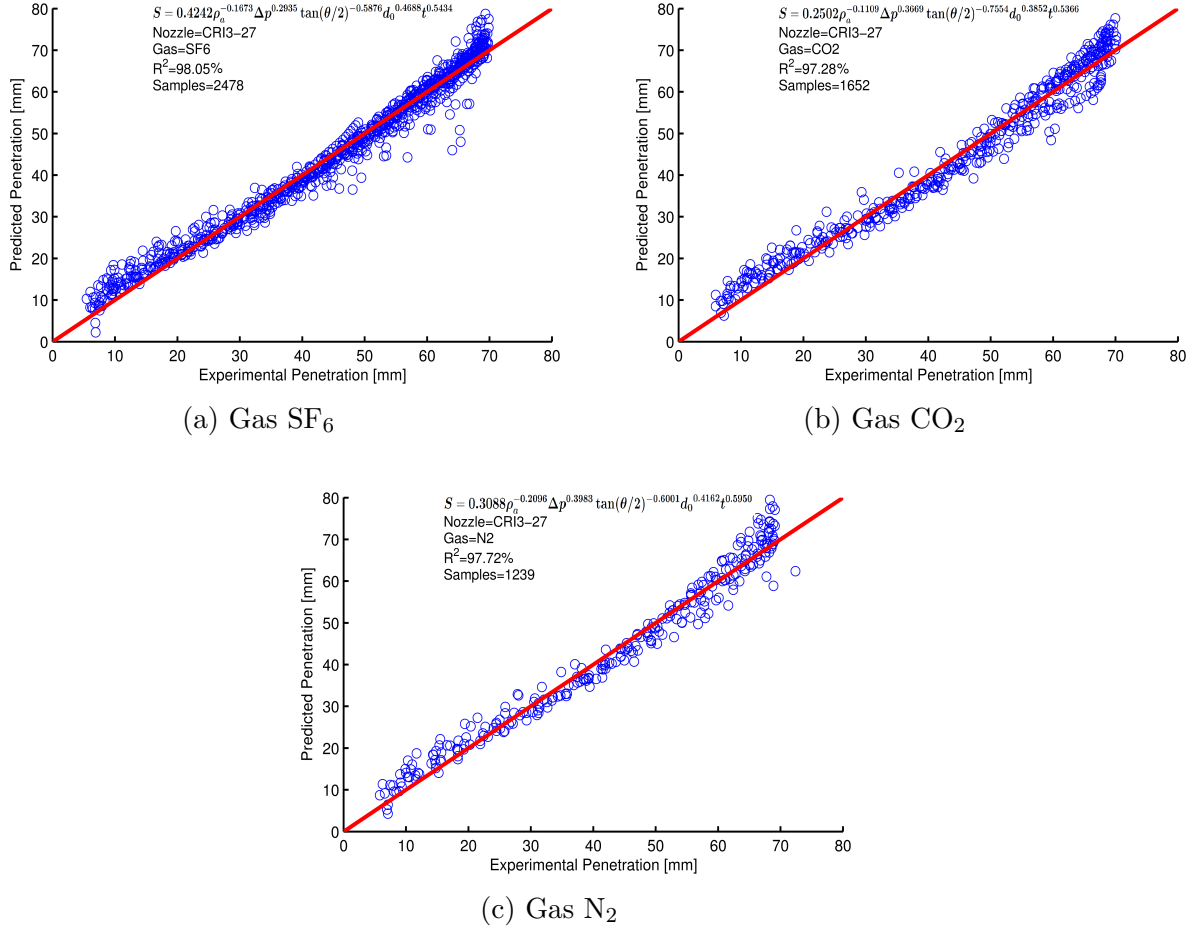 S = 0.4242ρₐ^−0.1673 Δp^0.2935 tan(θ/2)^−0.5876 d₀^0.4688 t^0.5434
Nozzle=CRI3−27
Gas=SF6
R²=98.05%
Samples=2478
80
70
60
50
40
30
20
10
0
Predicted Penetration [mm]
0 10 20 30 40 50 60 70 80
Experimental Penetration [mm]
(a) Gas SF₆
S = 0.2502ρₐ^−0.1109 Δp^0.3669 tan(θ/2)^−0.7554 d₀^0.3852 t^0.5366
Nozzle=CRI3−27
Gas=CO2
R²=97.28%
Samples=1652
80
70
60
50
40
30
20
10
0
Predicted Penetration [mm]
0 10 20 30 40 50 60 70 80
Experimental Penetration [mm]
(b) Gas CO₂
S = 0.3088ρₐ^−0.2096 Δp^0.3983 tan(θ/2)^−0.6001 d₀^0.4162 t^0.5950
Nozzle=CRI3−27
Gas=N2
R²=97.72%
Samples=1239
80
70
60
50
40
30
20
10
0
Predicted Penetration [mm]
0 10 20 30 40 50 60 70 80
Experimental Penetration [mm]
(c) Gas N₂